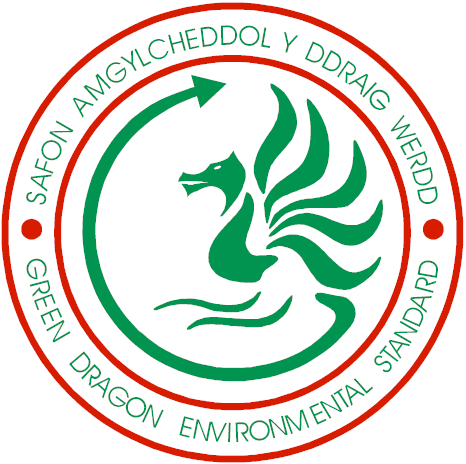 SAFON AMGYLCHEDDOL Y DDRAIG WERDD
GREEN DRAGON ENVIRONMENTAL STANDARD